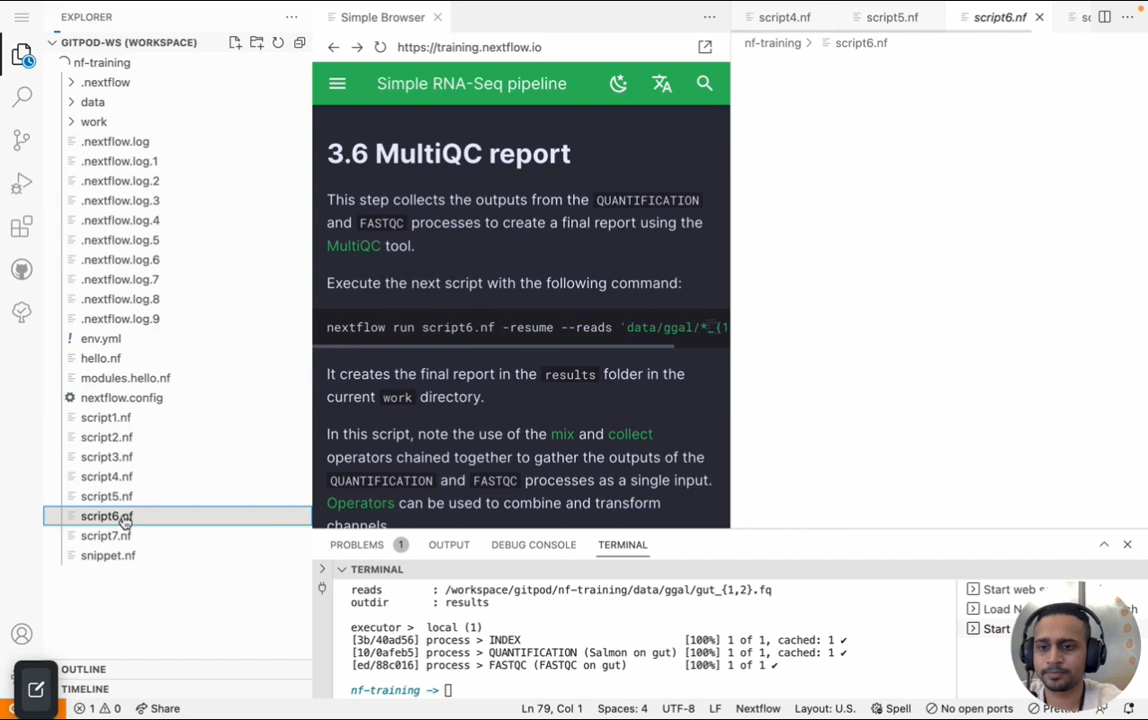 EXPLORER
GITPOD-WS (WORKSPACE)
nf-training
.nextflow
data
work
.nextflow.log
.nextflow.log.1
.nextflow.log.2
.nextflow.log.3
.nextflow.log.4
.nextflow.log.5
.nextflow.log.6
.nextflow.log.7
.nextflow.log.8
.nextflow.log.9
env.yml
hello.nf
modules.hello.nf
nextflow.config
script1.nf
script2.nf
script3.nf
script4.nf
script5.nf
script6.nf
script7.nf
snippet.nf
OUTLINE
TIMELINE
Simple Browser
https://training.nextflow.io
Simple RNA-Seq pipeline
3.6 MultiQC report
This step collects the outputs from the QUANTIFICATION
and FASTQC processes to create a final report using the
MultiQC tool.
Execute the next script with the following command:
nextflow run script6.nf -resume --reads 'data/ggal/*_{1
It creates the final report in the results folder in the
current work directory.
In this script, note the use of the mix and collect
operators chained together to gather the outputs of the
QUANTIFICATION and FASTQC processes as a single input.
Operators can be used to combine and transform
channels.
script4.nf
script5.nf
script6.nf
nf-training > script6.nf
PROBLEMS 1 OUTPUT DEBUG CONSOLE TERMINAL
TERMINAL
reads : /workspace/gitpod/nf-training/data/ggal/gut_{1,2}.fq
outdir : results
executor > local (1)
[3b/40ad56] process > INDEX [100%] 1 of 1, cached: 1 ✔
[10/0afeb5] process > QUANTIFICATION (Salmon on gut) [100%] 1 of 1, cached: 1 ✔
[ed/88c016] process > FASTQC (FASTQC on gut) [100%] 1 of 1 ✔
nf-training ->
Start web s
Load N
Start
1 0 Share Ln 79, Col 1 Spaces: 4 UTF-8 LF Nextflow Layout: U.S. Spell No open ports